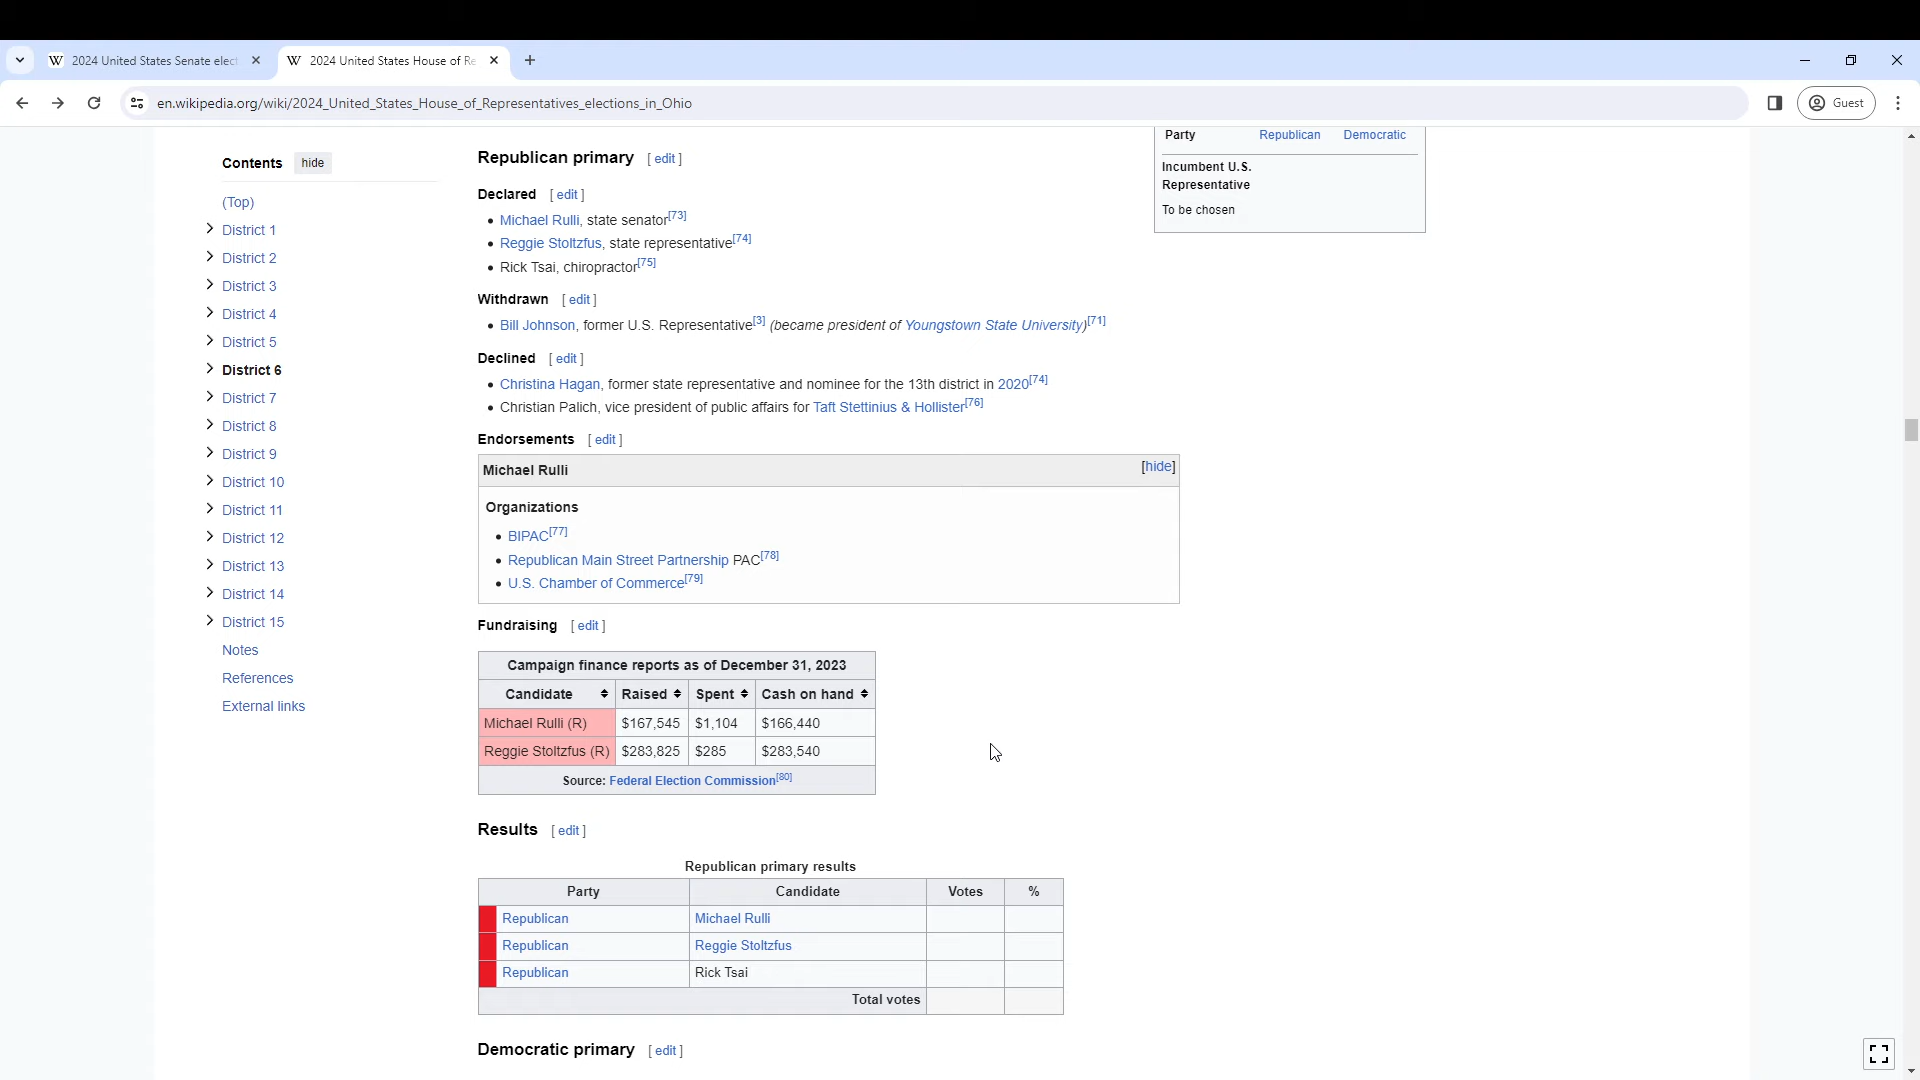 W 2024 United States Senate elec
W 2024 United States House of Re
en.wikipedia.org/wiki/2024_United_States_House_of_Representatives_elections_in_Ohio
Guest
Contents hide
(Top)
District 1
District 2
District 3
District 4
District 5
District 6
District 7
District 8
District 9
District 10
District 11
District 12
District 13
District 14
District 15
Notes
References
External links
Republican primary [ edit ]
Declared [ edit ]
• Michael Rulli, state senator[73]
• Reggie Stoltzfus, state representative[74]
• Rick Tsai, chiropractor[75]
Withdrawn [ edit ]
• Bill Johnson, former U.S. Representative[3] (became president of Youngstown State University)[71]
Declined [ edit ]
• Christina Hagan, former state representative and nominee for the 13th district in 2020[74]
• Christian Palich, vice president of public affairs for Taft Stettinius & Hollister[76]
Endorsements [ edit ]
Michael Rulli [hide]
Organizations
• BIPAC[77]
• Republican Main Street Partnership PAC[78]
• U.S. Chamber of Commerce[79]
Fundraising [ edit ]
Campaign finance reports as of December 31, 2023
Candidate Raised Spent Cash on hand
Michael Rulli (R) $167,545 $1,104 $166,440
Reggie Stoltzfus (R) $283,825 $285 $283,540
Source: Federal Election Commission[80]
Results [ edit ]
Republican primary results
Party Candidate Votes %
Republican Michael Rulli
Republican Reggie Stoltzfus
Republican Rick Tsai
Total votes
Democratic primary [ edit ]
Party Republican Democratic
Incumbent U.S.
Representative
To be chosen